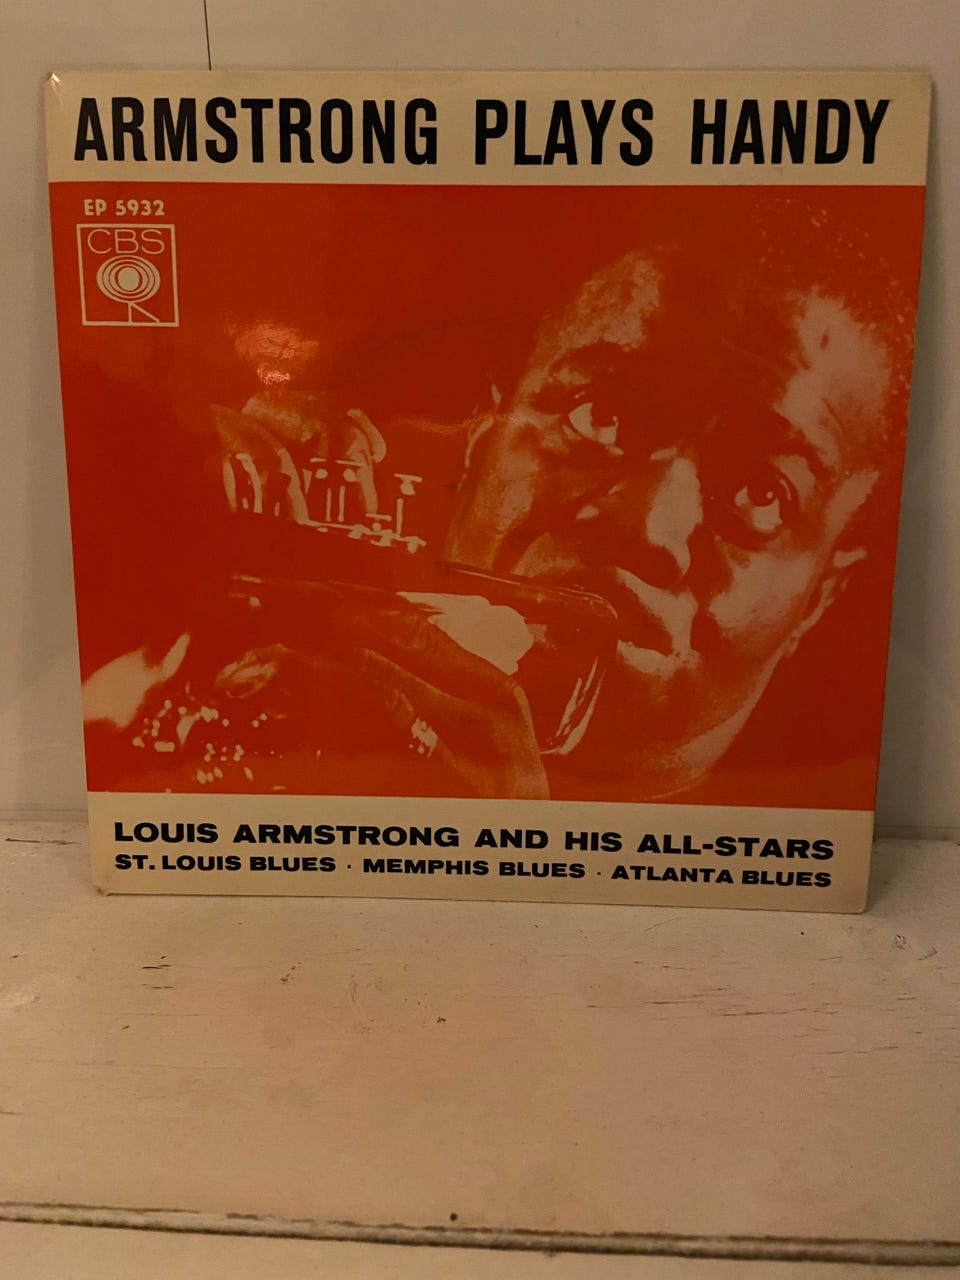 ARMSTRONG PLAYS HANDY
EP 5932
CBS
LOUIS ARMSTRONG AND HIS ALL-STARS
ST. LOUIS BLUES · MEMPHIS BLUES · ATLANTA BLUES